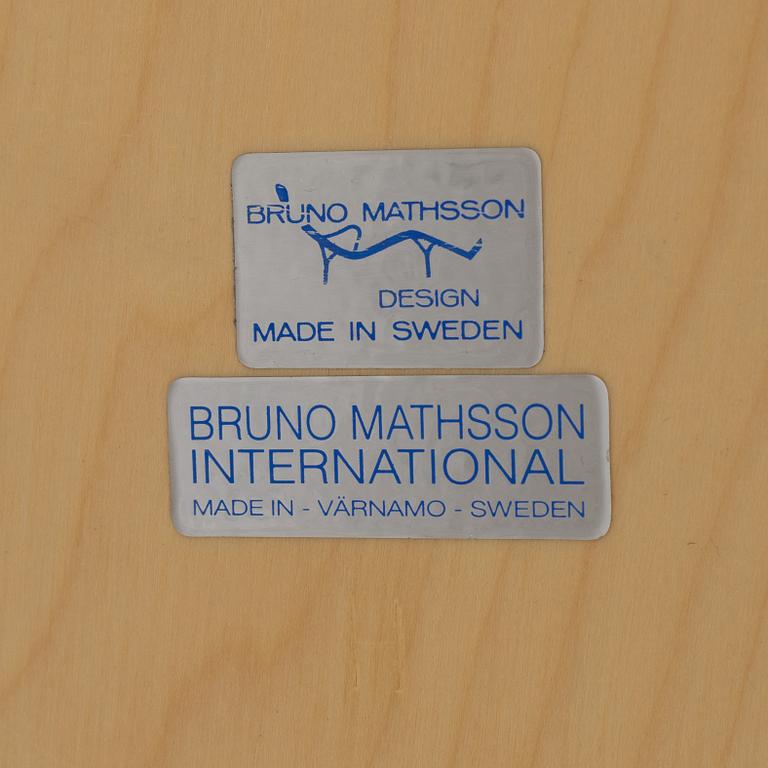 BRUNO MATHSSON
DESIGN
MADE IN SWEDEN
BRUNO MATHSSON
INTERNATIONAL
MADE IN - VÄRNAMO - SWEDEN